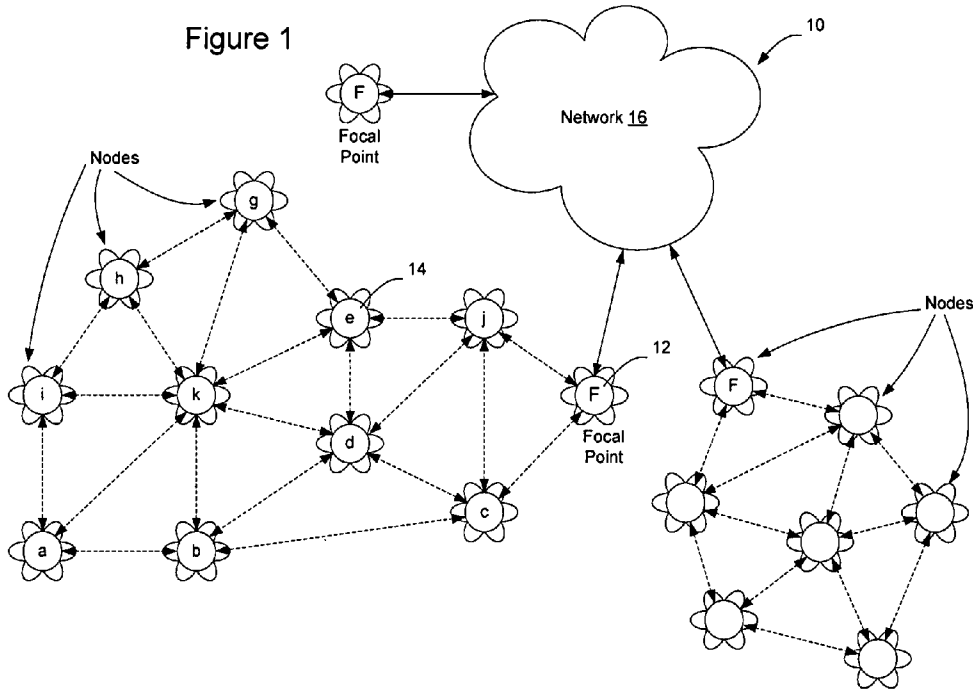 Figure 1
10
F
Network 16
Focal
Point
Nodes
g
h
14
e
j
Nodes
12
i
k
F
F
Focal
Point
d
c
a
b